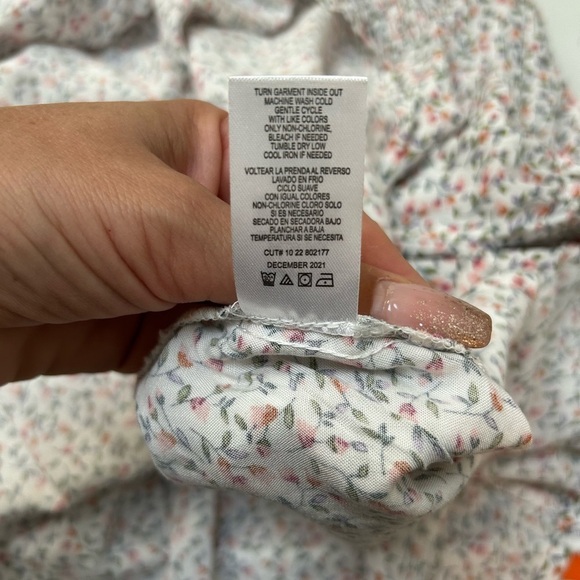 TURN GARMENT INSIDE OUT
MACHINE WASH COLD
GENTLE CYCLE
WITH LIKE COLORS
ONLY NON-CHLORINE,
BLEACH IF NEEDED
TUMBLE DRY LOW
COOL IRON IF NEEDED
VOLTEAR LA PRENDA AL REVERSO
LAVADO EN FRIO
CICLO SUAVE
CON IGUAL COLORES
NON-CHLORINE CLORO SOLO
SI ES NECESARIO
SECADO EN SECADORA BAJO
PLANCHAR A BAJA
TEMPERATURA SI SE NECESITA
CUT# 10 22 802177
DECEMBER 2021